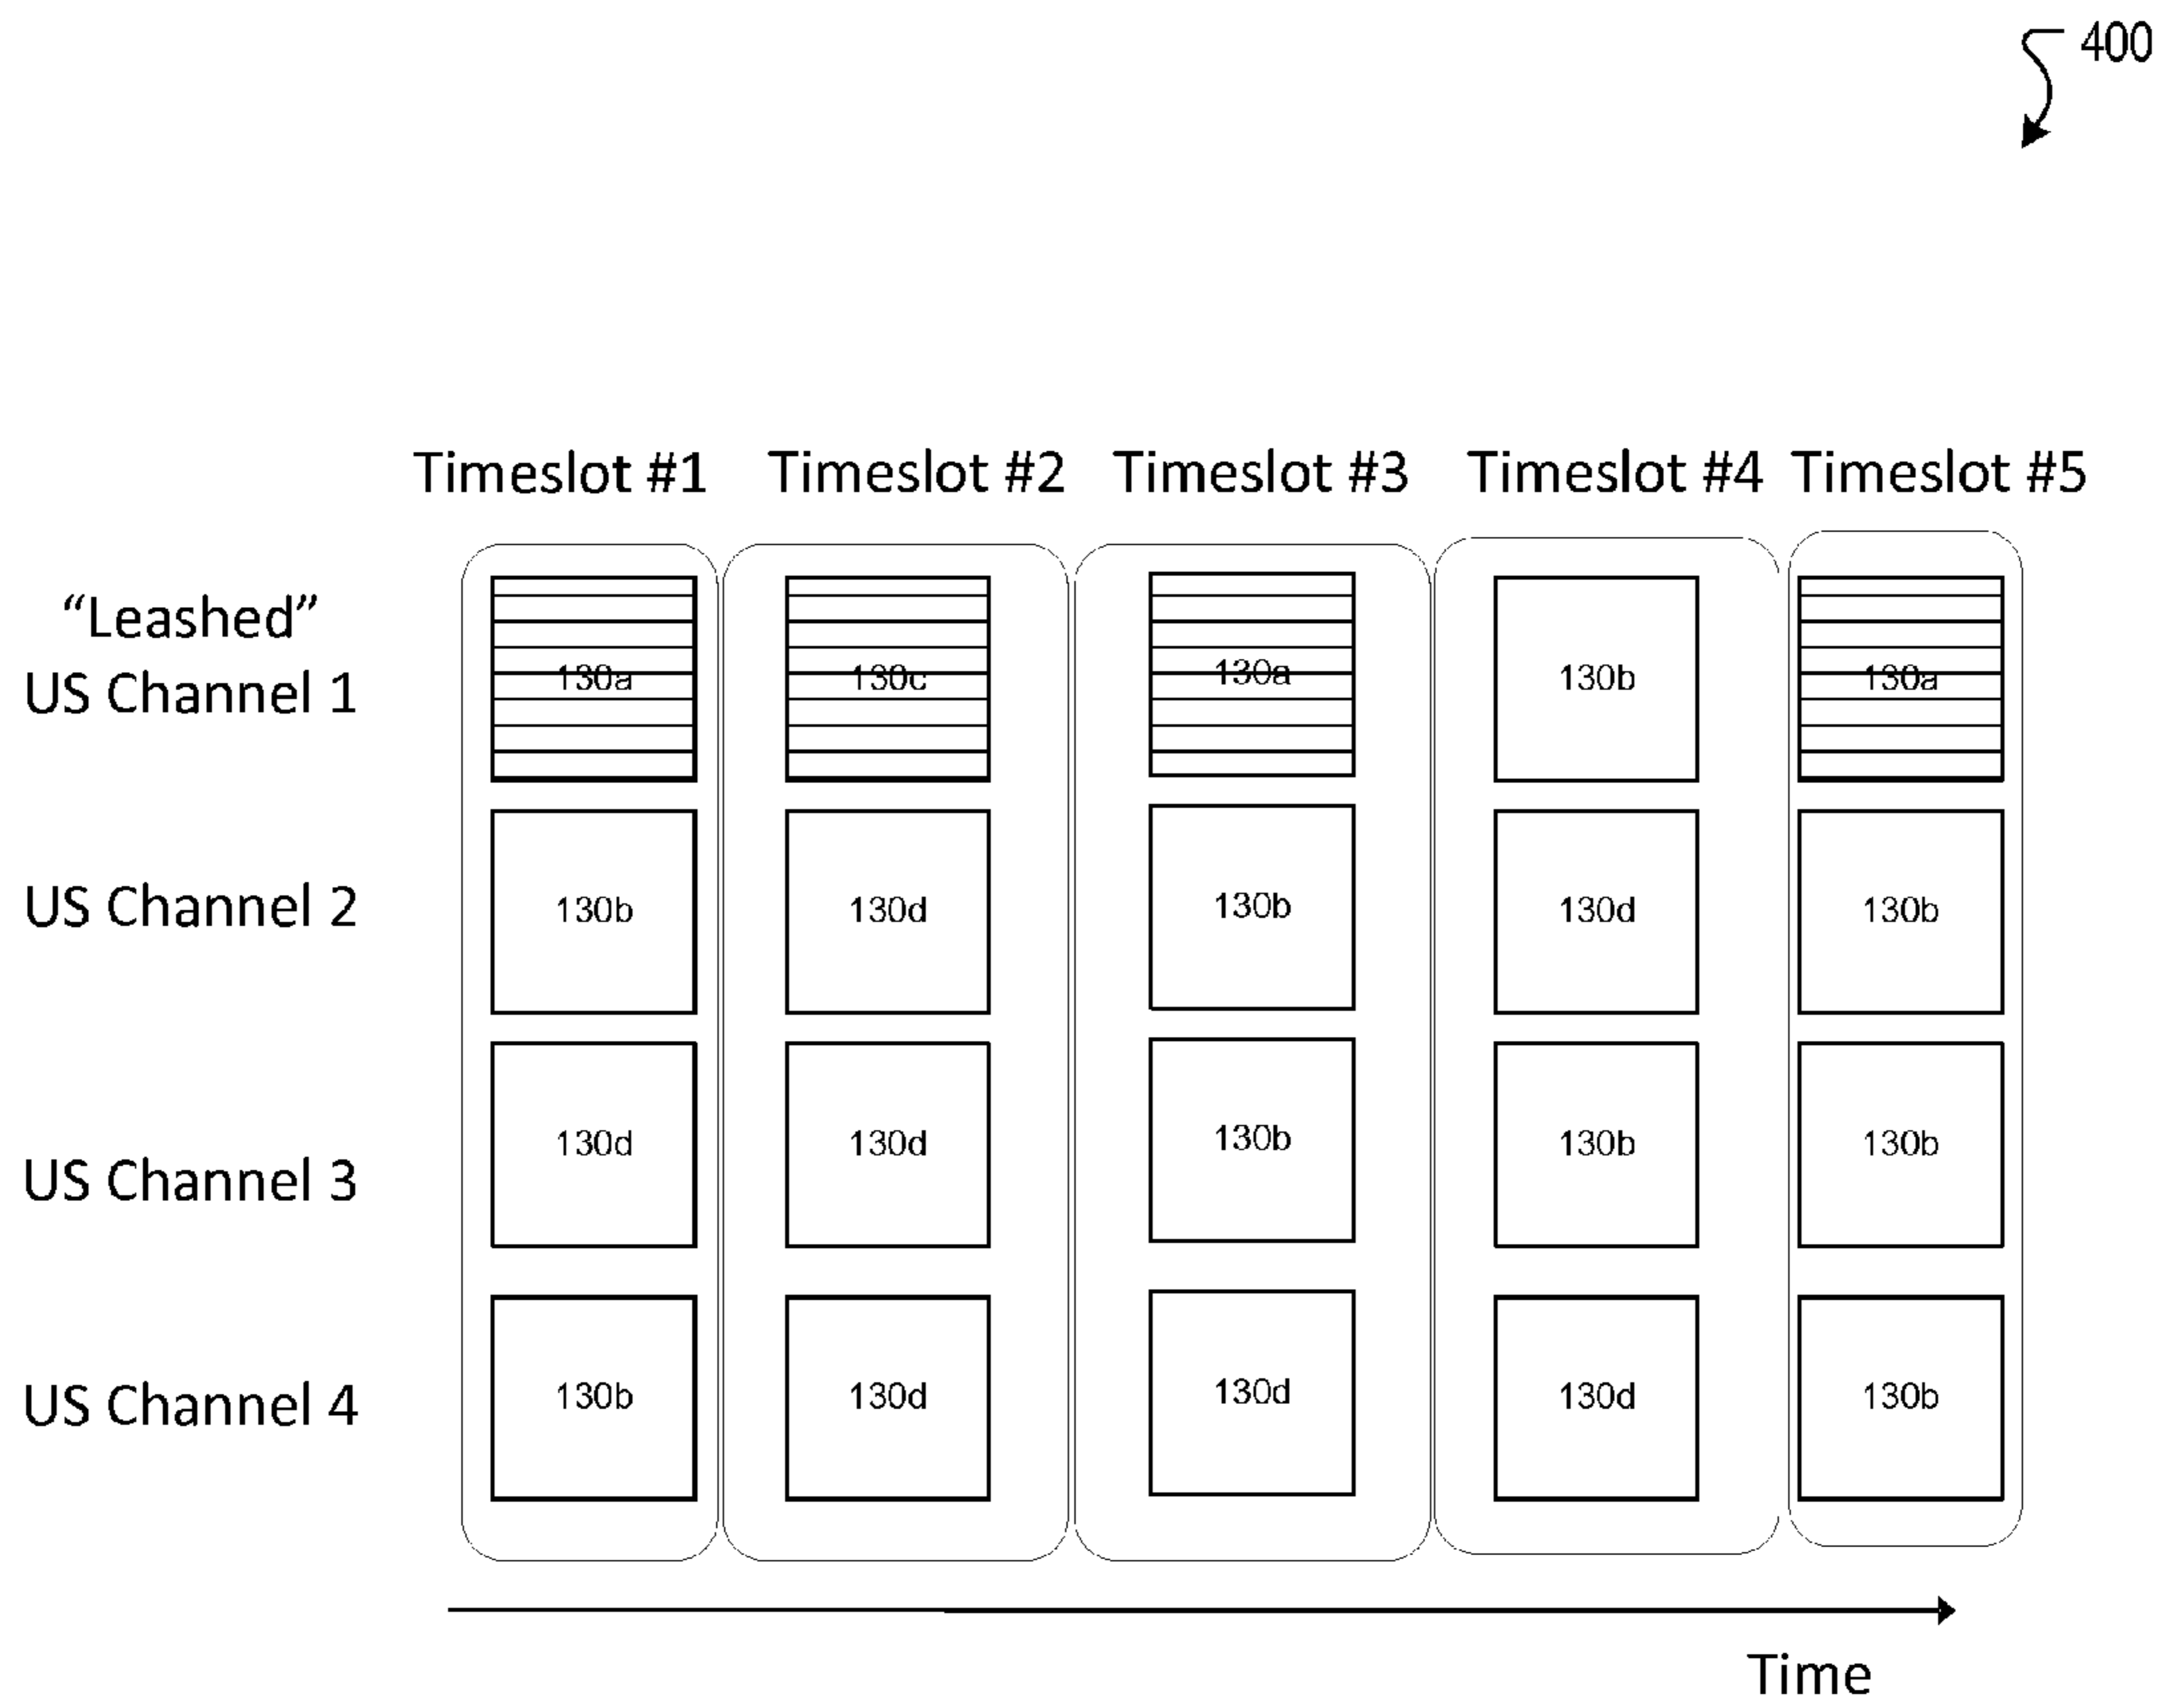 400
Timeslot #1 Timeslot #2 Timeslot #3 Timeslot #4 Timeslot #5
“Leashed”
US Channel 1
130a 130c 130a 130b 130a
US Channel 2
130b 130d 130b 130d 130b
US Channel 3
130d 130d 130b 130b 130b
US Channel 4
130b 130d 130d 130d 130b
Time